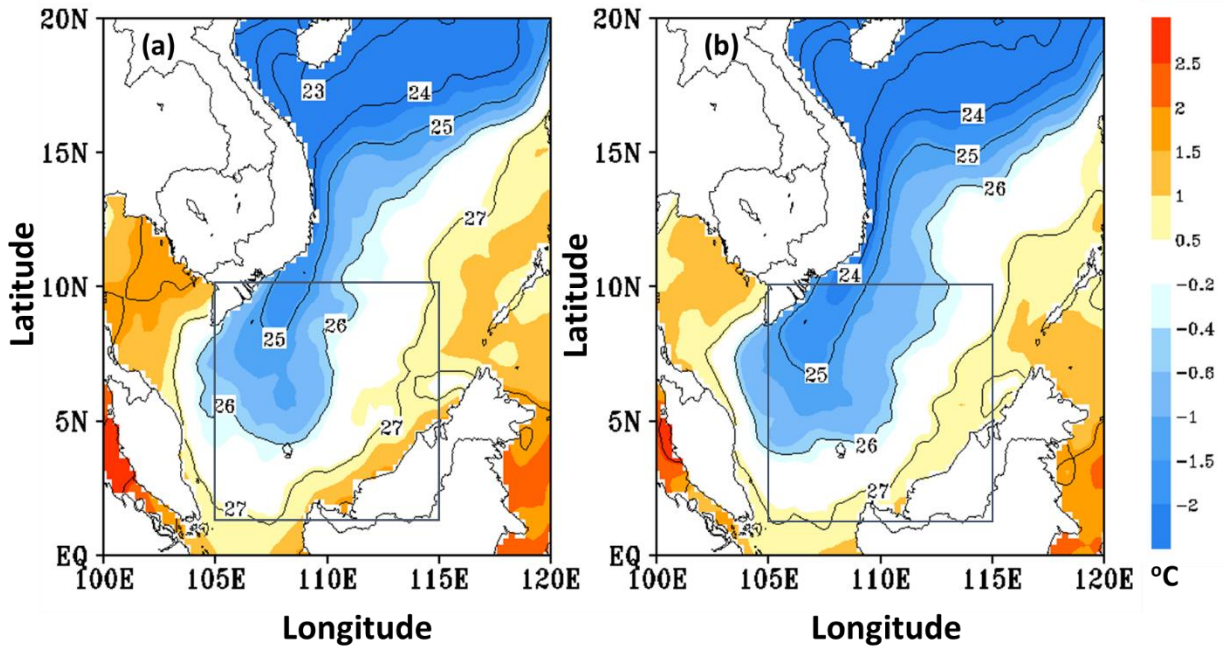 20N
(a)
23
24
25
15N
27
10N
26
25
26
5N
27
27
EQ
100E 105E 110E 115E 120E
Latitude
Longitude
20N
(b)
24
25
15N
26
24
10N
25
5N
26
27
EQ
100E 105E 110E 115E 120E
Latitude
Longitude
2.5
2
1.5
1
0.5
-0.2
-0.4
-0.6
-1
-1.5
-2
°C